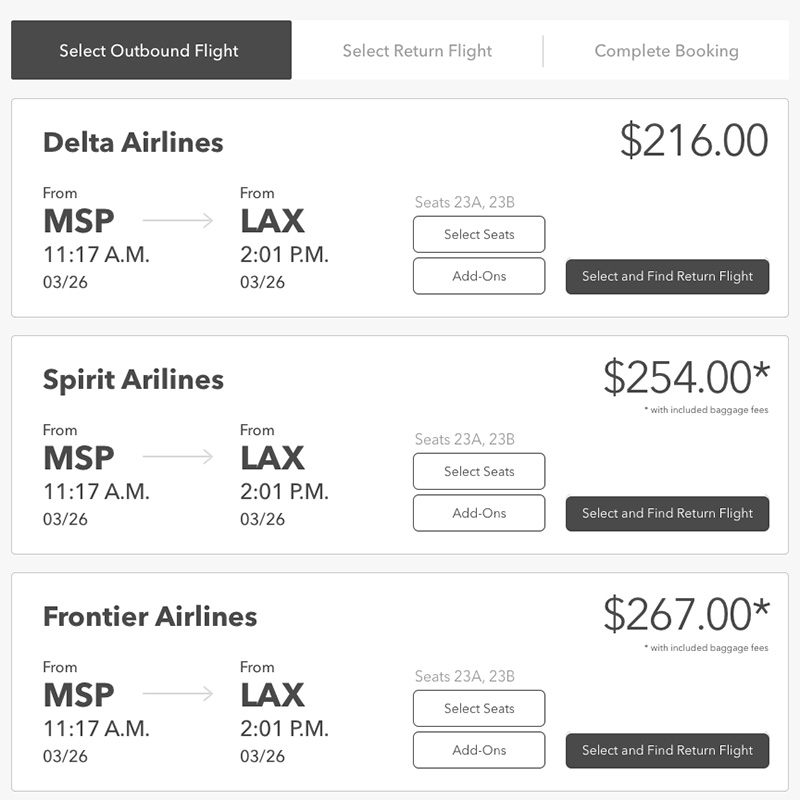 Select Outbound Flight
Select Return Flight
Complete Booking
Delta Airlines
$216.00
From
From
MSP
LAX
11:17 A.M.
2:01 P.M.
03/26
03/26
Seats 23A, 23B
Select Seats
Add-Ons
Select and Find Return Flight
Spirit Arilines
$254.00*
* with included baggage fees
From
From
MSP
LAX
11:17 A.M.
2:01 P.M.
03/26
03/26
Seats 23A, 23B
Select Seats
Add-Ons
Select and Find Return Flight
Frontier Airlines
$267.00*
* with included baggage fees
From
From
MSP
LAX
11:17 A.M.
2:01 P.M.
03/26
03/26
Seats 23A, 23B
Select Seats
Add-Ons
Select and Find Return Flight